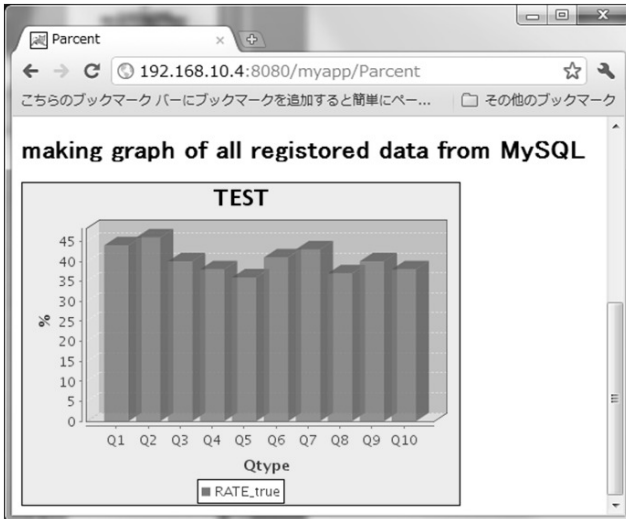 Parcent
192.168.10.4:8080/myapp/Parcent
こちらのブックマーク バーにブックマークを追加すると簡単にペー... その他のブックマーク
making graph of all registored data from MySQL
TEST
45
40
35
30
25
20
15
10
5
0
%
Q1 Q2 Q3 Q4 Q5 Q6 Q7 Q8 Q9 Q10
Qtype
RATE_true